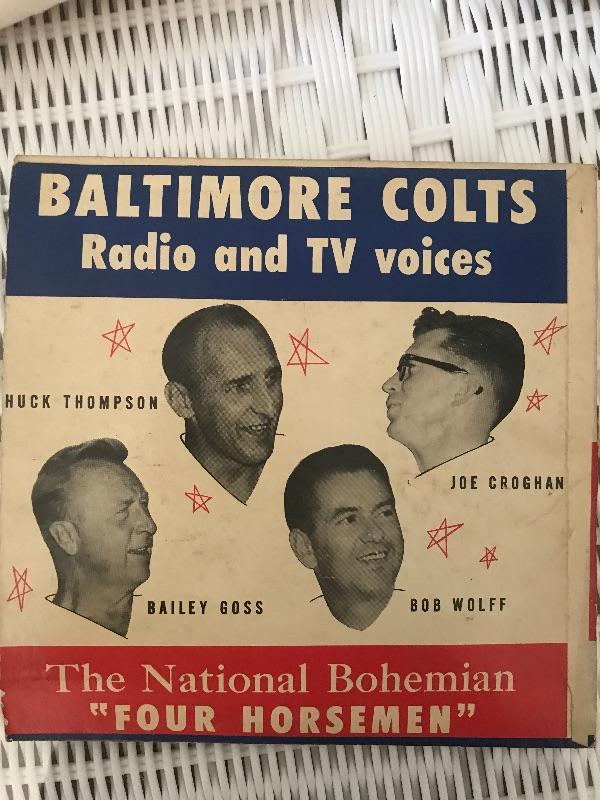 BALTIMORE COLTS
Radio and TV voices
HUCK THOMPSON
JOE CROGHAN
BAILEY GOSS
BOB WOLFF
The National Bohemian
"FOUR HORSEMEN"